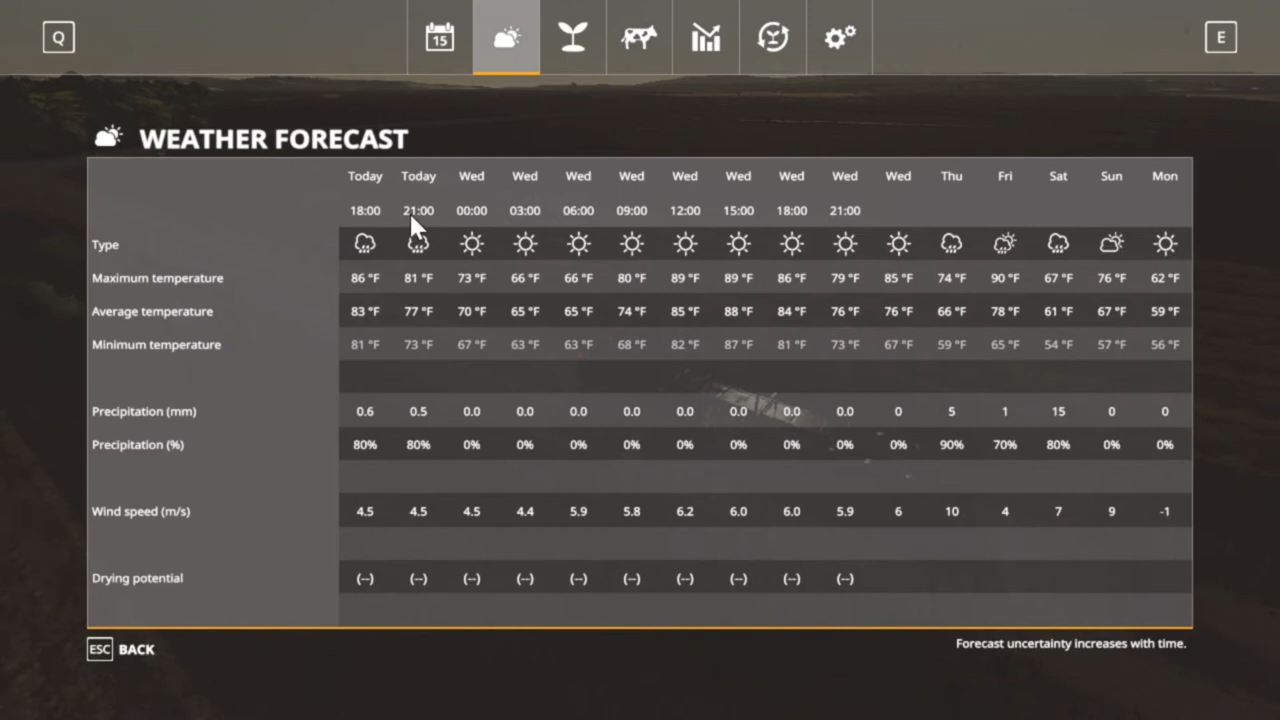 Q 15 E
WEATHER FORECAST
Today Today Wed Wed Wed Wed Wed Wed Wed Wed Wed Thu Fri Sat Sun Mon
18:00 21:00 00:00 03:00 06:00 09:00 12:00 15:00 18:00 21:00
Type
Maximum temperature 86 °F 81 °F 73 °F 66 °F 66 °F 80 °F 89 °F 89 °F 86 °F 79 °F 85 °F 74 °F 90 °F 67 °F 76 °F 62 °F
Average temperature 83 °F 77 °F 70 °F 65 °F 65 °F 74 °F 85 °F 88 °F 84 °F 76 °F 76 °F 66 °F 78 °F 61 °F 67 °F 59 °F
Minimum temperature 81 °F 73 °F 67 °F 63 °F 63 °F 68 °F 82 °F 87 °F 81 °F 73 °F 67 °F 59 °F 65 °F 54 °F 57 °F 56 °F
Precipitation (mm) 0.6 0.5 0.0 0.0 0.0 0.0 0.0 0.0 0.0 0.0 0 5 1 15 0 0
Precipitation (%) 80% 80% 0% 0% 0% 0% 0% 0% 0% 0% 0% 90% 70% 80% 0% 0%
Wind speed (m/s) 4.5 4.5 4.5 4.4 5.9 5.8 6.2 6.0 6.0 5.9 6 10 4 7 9 -1
Drying potential (--) (--) (--) (--) (--) (--) (--) (--) (--) (--)
ESC BACK
Forecast uncertainty increases with time.